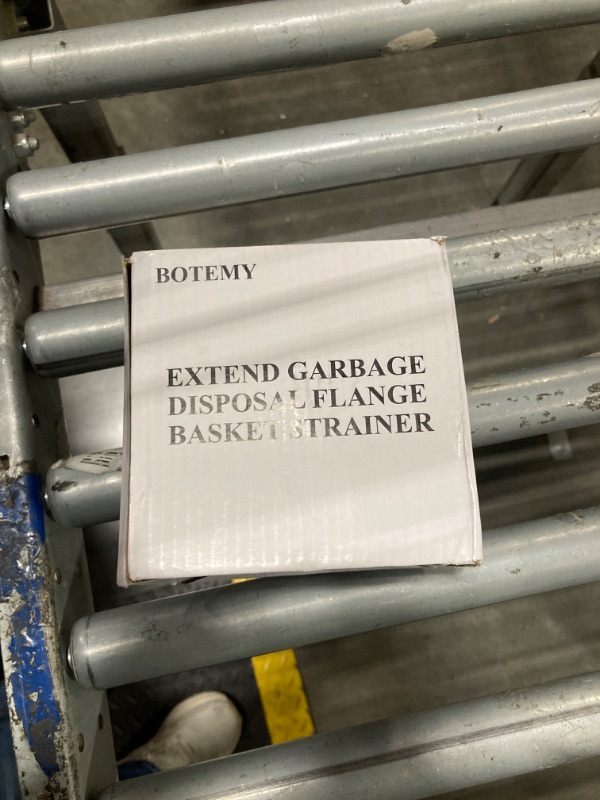 BOTEMY
EXTEND GARBAGE
DISPOSAL FLANGE
BASKET STRAINER